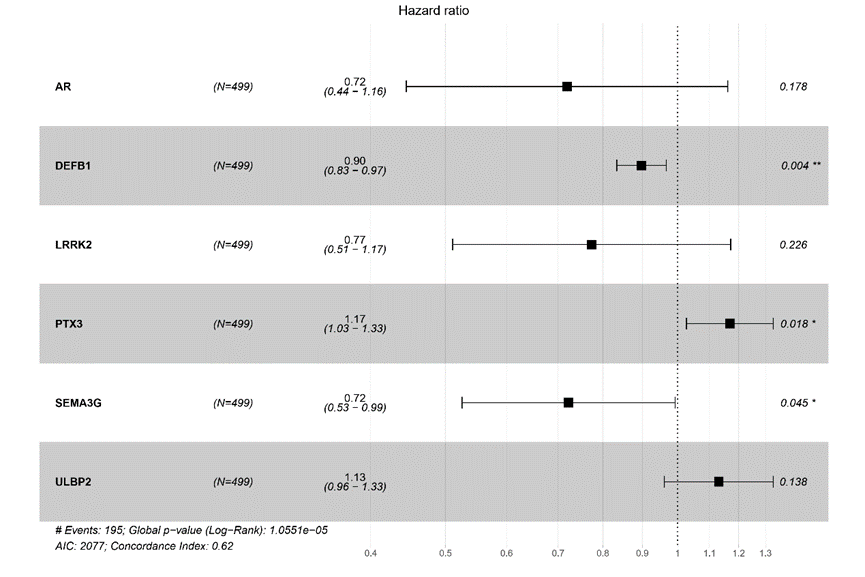 Hazard ratio
AR (N=499) 0.72 (0.44 − 1.16) 0.178
DEFB1 (N=499) 0.90 (0.83 − 0.97) 0.004 **
LRRK2 (N=499) 0.77 (0.51 − 1.17) 0.226
PTX3 (N=499) 1.17 (1.03 − 1.33) 0.018 *
SEMA3G (N=499) 0.72 (0.53 − 0.99) 0.045 *
ULBP2 (N=499) 1.13 (0.96 − 1.33) 0.138
# Events: 195; Global p−value (Log−Rank): 1.0551e−05
AIC: 2077; Concordance Index: 0.62
0.4 0.5 0.6 0.7 0.8 0.9 1 1.1 1.2 1.3